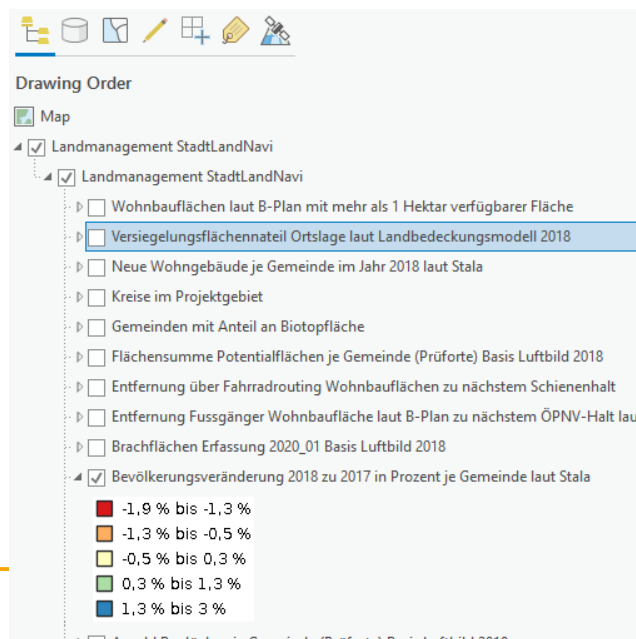 Drawing Order
Map
Landmanagement StadtLandNavi
Landmanagement StadtLandNavi
Wohnbauflächen laut B-Plan mit mehr als 1 Hektar verfügbarer Fläche
Versiegelungsflächennateil Ortslage laut Landbedeckungsmodell 2018
Neue Wohngebäude je Gemeinde im Jahr 2018 laut Stala
Kreise im Projektgebiet
Gemeinden mit Anteil an Biotopfläche
Flächensumme Potentialflächen je Gemeinde (Prüforte) Basis Luftbild 2018
Entfernung über Fahrradrouting Wohnbauflächen zu nächstem Schienenhalt
Entfernung Fussgänger Wohnbaufläche laut B-Plan zu nächstem ÖPNV-Halt lau
Brachflächen Erfassung 2020_01 Basis Luftbild 2018
Bevölkerungsveränderung 2018 zu 2017 in Prozent je Gemeinde laut Stala
-1,9 % bis -1,3 %
-1,3 % bis -0,5 %
-0,5 % bis 0,3 %
0,3 % bis 1,3 %
1,3 % bis 3 %